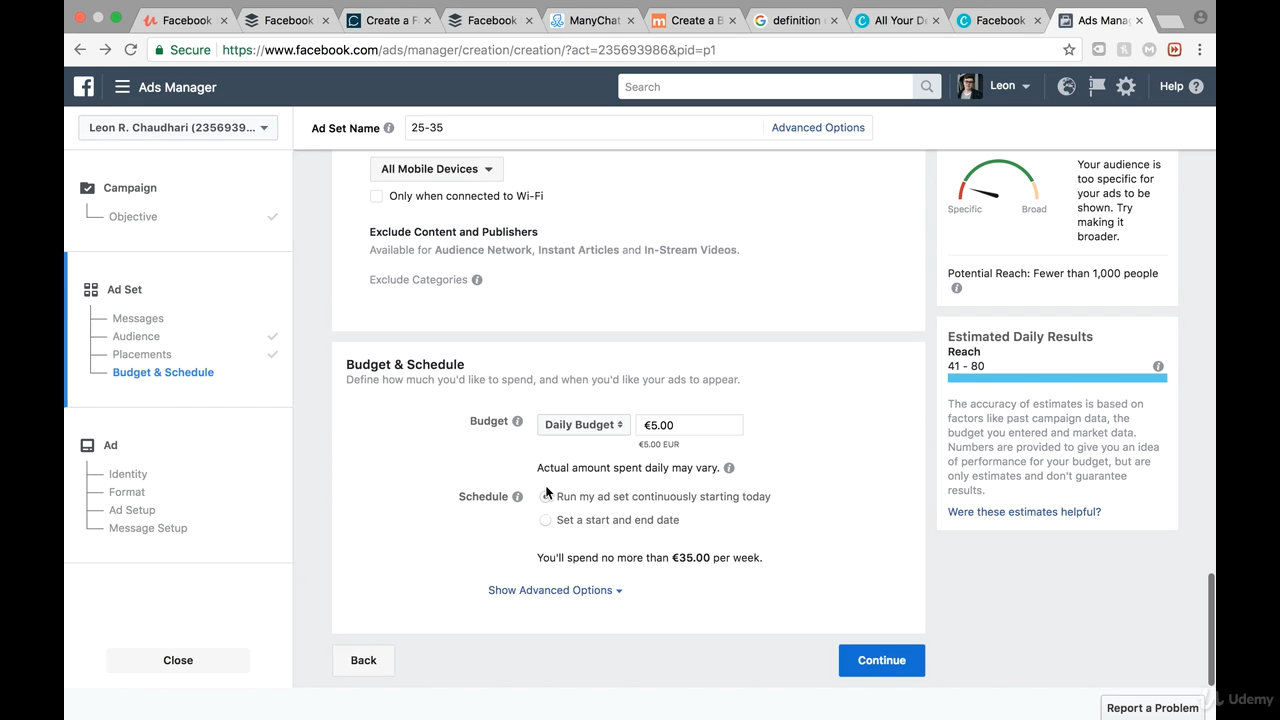 Facebook
Facebook
Create a F
Facebook
ManyChat
Create a B
definition
All Your De
Facebook
Ads Manag
Secure
https://www.facebook.com/ads/manager/creation/creation/?act=235693986&pid=p1
Ads Manager
Search
Leon
Help
Leon R. Chaudhari (2356939...
Ad Set Name
25-35
Advanced Options
Campaign
Objective
Ad Set
Messages
Audience
Placements
Budget & Schedule
Ad
Identity
Format
Ad Setup
Message Setup
Close
All Mobile Devices
Only when connected to Wi-Fi
Exclude Content and Publishers
Available for Audience Network, Instant Articles and In-Stream Videos.
Exclude Categories
Budget & Schedule
Define how much you'd like to spend, and when you'd like your ads to appear.
Budget
Daily Budget
€5.00
€5.00 EUR
Actual amount spent daily may vary.
Schedule
Run my ad set continuously starting today
Set a start and end date
You'll spend no more than €35.00 per week.
Show Advanced Options
Back
Continue
Specific
Broad
Your audience is
too specific for
your ads to be
shown. Try
making it
broader.
Potential Reach: Fewer than 1,000 people
Estimated Daily Results
Reach
41 - 80
The accuracy of estimates is based on
factors like past campaign data, the
budget you entered and market data.
Numbers are provided to give you an idea
of performance for your budget, but are
only estimates and don't guarantee
results.
Were these estimates helpful?
Report a Problem
Udemy